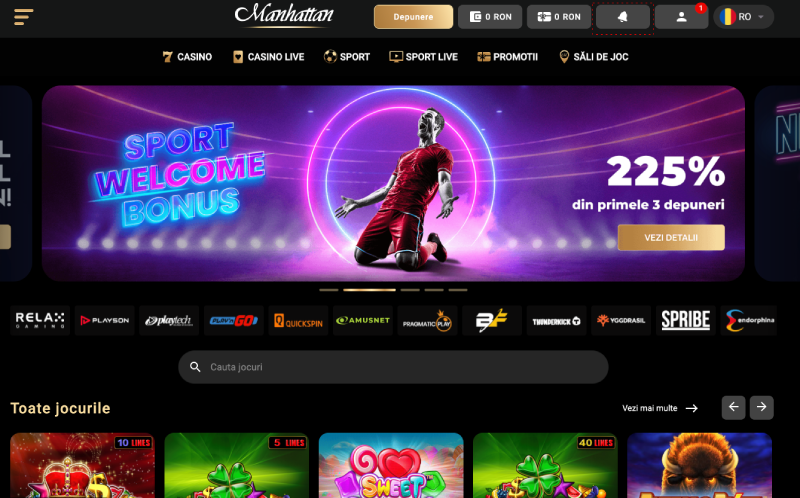 Manhattan
Depunere
0 RON
0 RON
1
RO
CASINO
CASINO LIVE
SPORT
SPORT LIVE
PROMOTII
SĂLI DE JOC
SPORT
WELCOME
BONUS
225%
din primele 3 depuneri
VEZI DETALII
RELAX
GAMING
PLAYSON
playtech
PLAY'N GO
QUICKSPIN
AMUSNET
PRAGMATIC PLAY
BF
THUNDERKICK
YGGDRASIL
SPRIBE
endorphina
Cauta jocuri
Toate jocurile
Vezi mai multe
10 LINES
5 LINES
SWEET
40 LINES